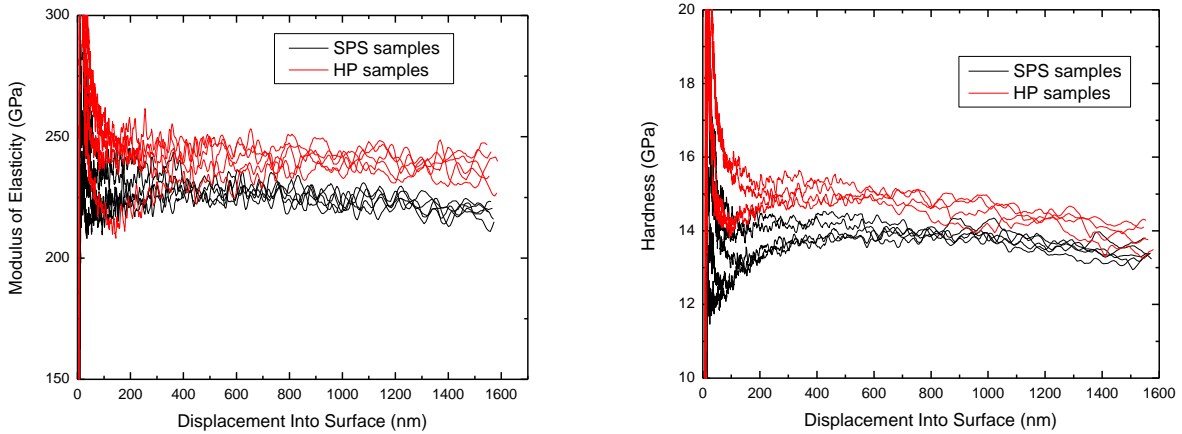 300
250
200
150
Modulus of Elasticity (GPa)
SPS samples
HP samples
0 200 400 600 800 1000 1200 1400 1600
Displacement Into Surface (nm)
20
18
16
14
12
10
Hardness (GPa)
SPS samples
HP samples
0 200 400 600 800 1000 1200 1400 1600
Displacement Into Surface (nm)